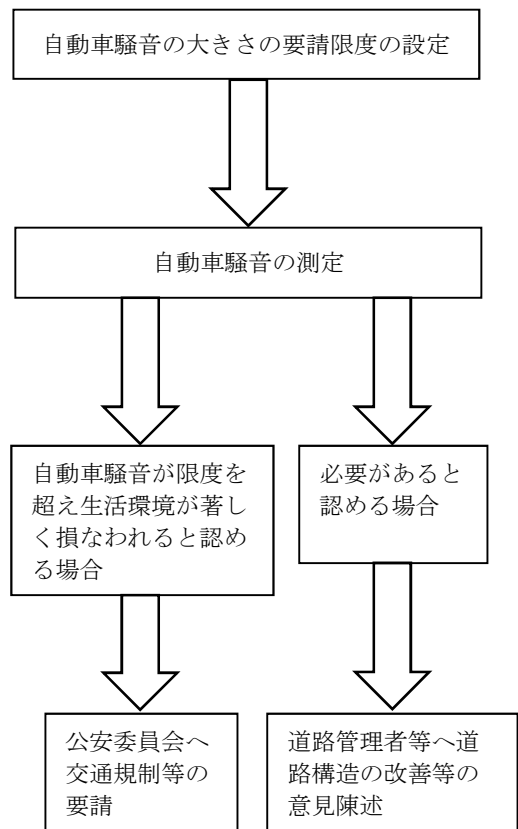 自動車騒音の大きさの要請限度の設定
自動車騒音の測定
自動車騒音が限度を
超え生活環境が著し
く損なわれると認め
る場合
必要があると
認める場合
公安委員会へ
交通規制等の
要請
道路管理者等へ道
路構造の改善等の
意見陳述